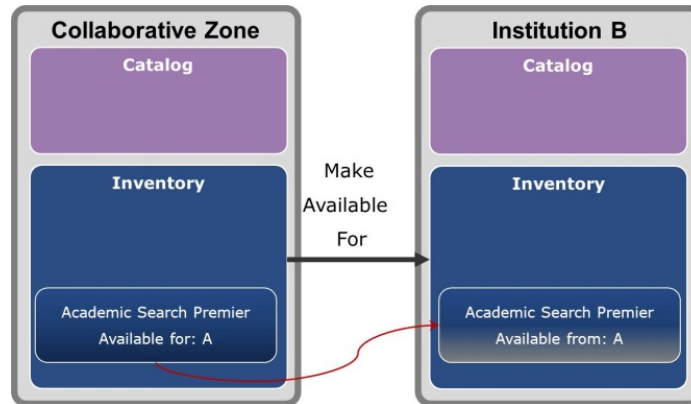 Collaborative Zone
Catalog
Inventory
Academic Search Premier
Available for: A
Make
Available
For
Institution B
Catalog
Inventory
Academic Search Premier
Available from: A